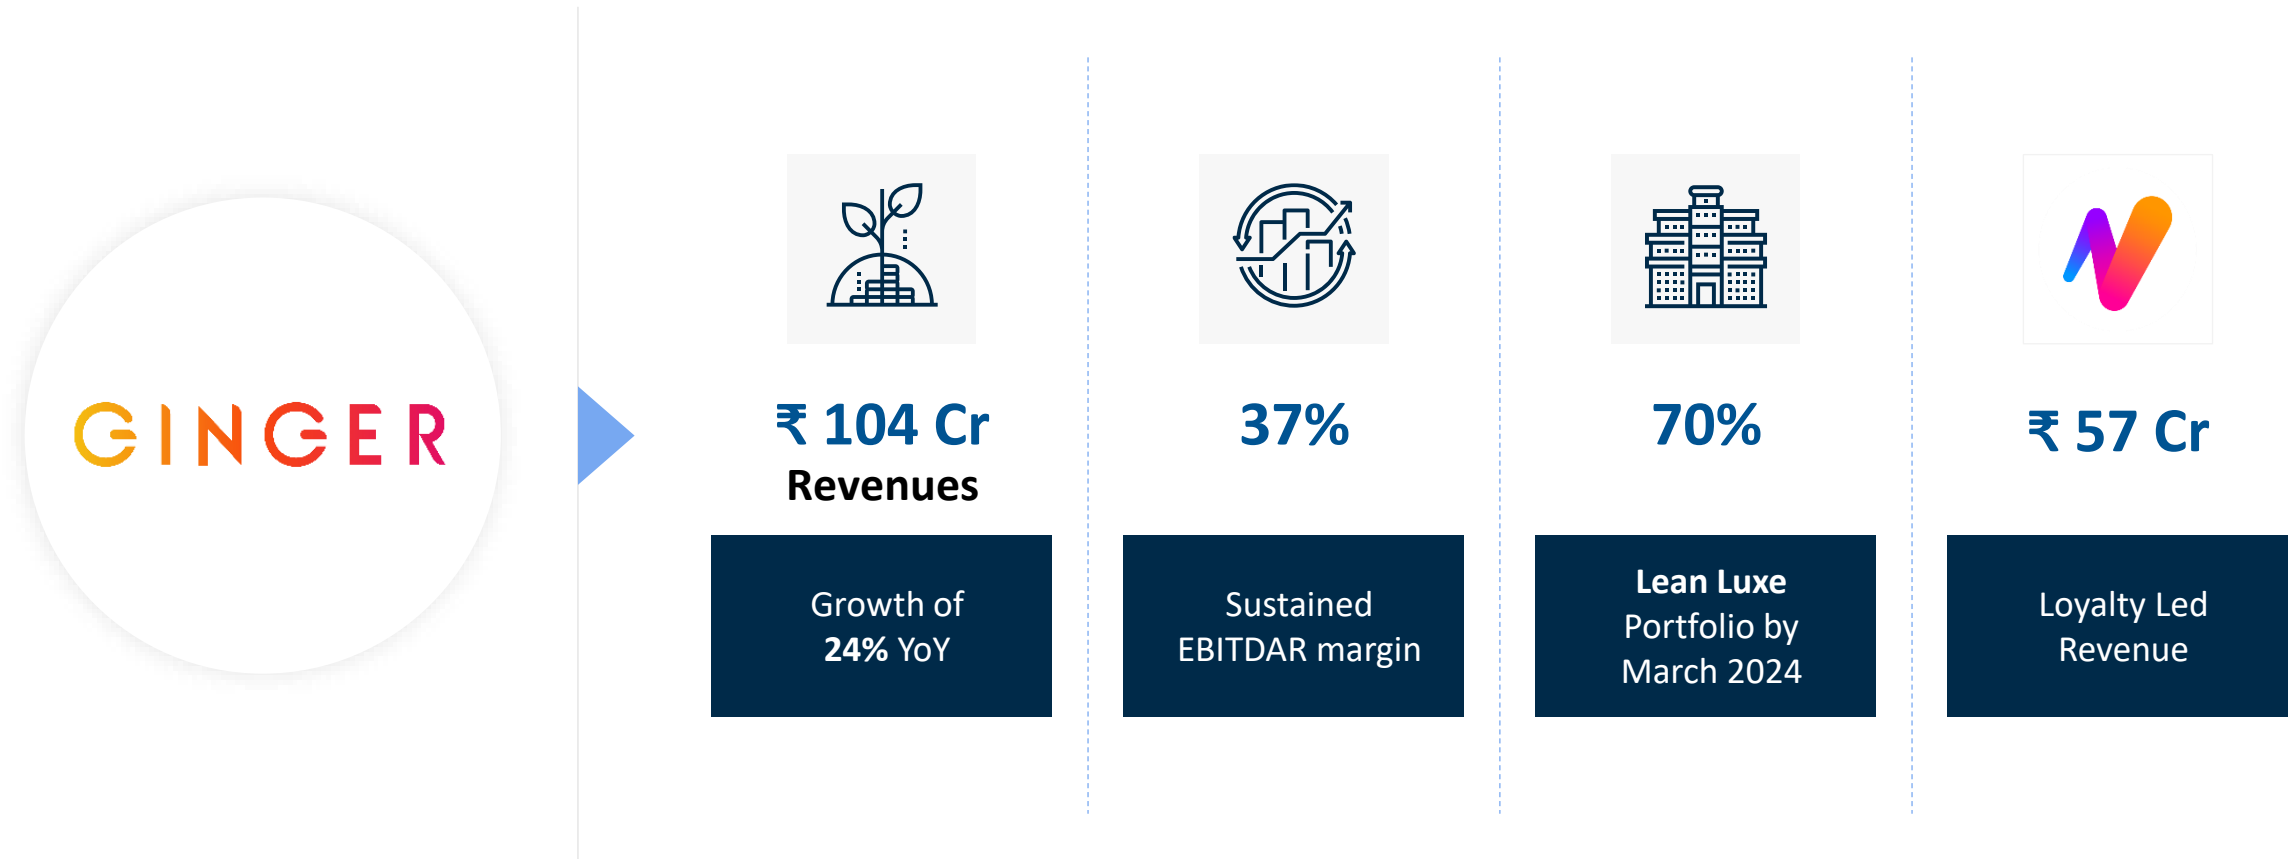 GINGER
₹ 104 Cr
Revenues
Growth of
24% YoY
37%
Sustained
EBITDAR margin
70%
Lean Luxe
Portfolio by
March 2024
₹ 57 Cr
Loyalty Led
Revenue